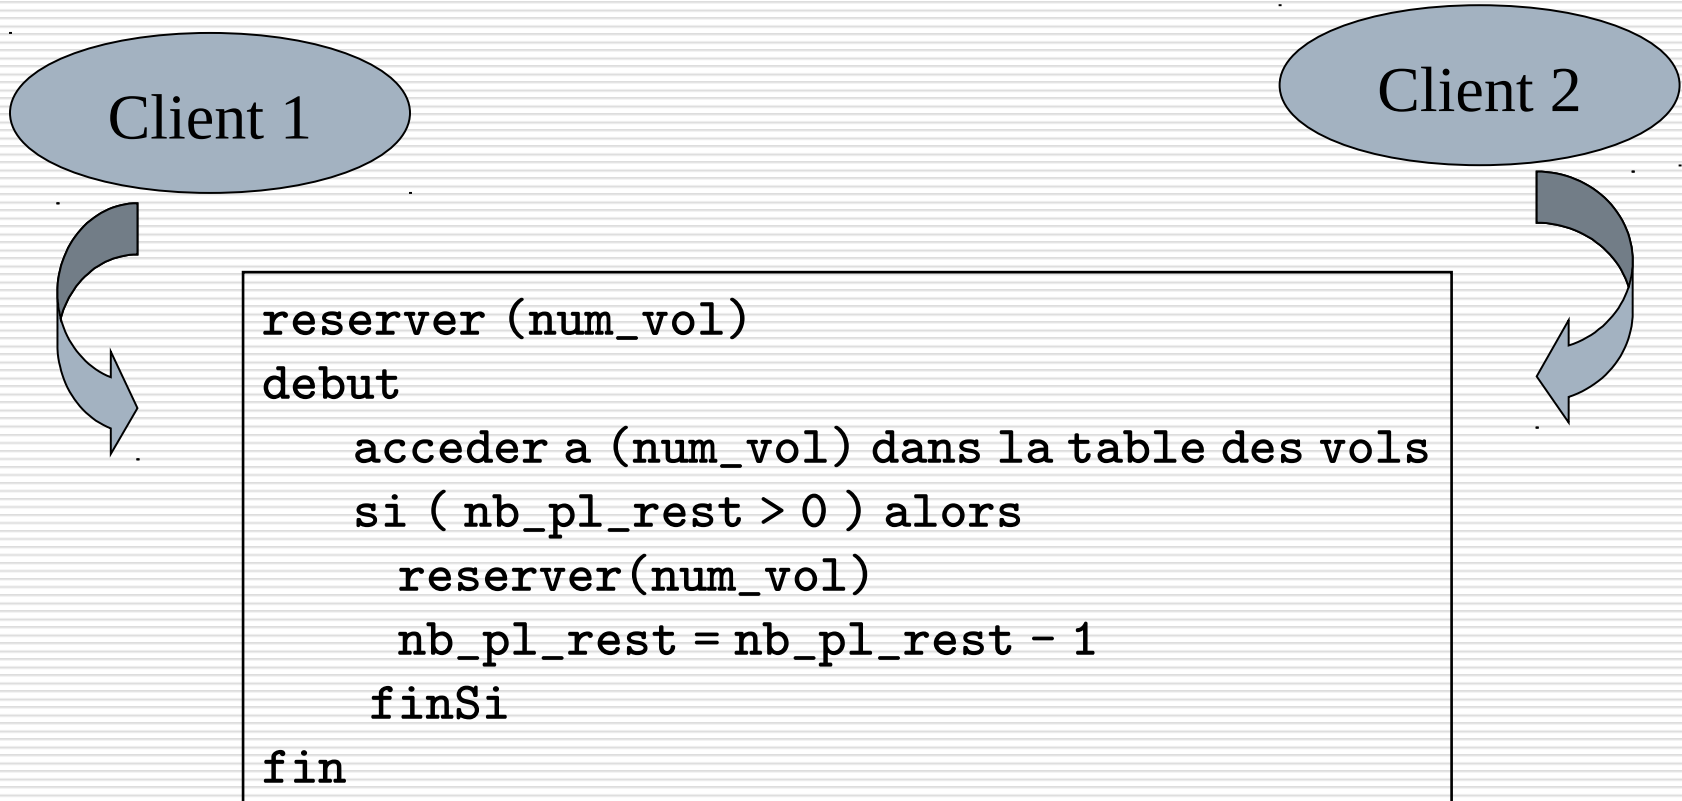 Client 1
Client 2
reserver (num_vol)
debut
acceder a (num_vol) dans la table des vols
si ( nb_pl_rest > 0 ) alors
reserver(num_vol)
nb_pl_rest = nb_pl_rest - 1
finSi
fin